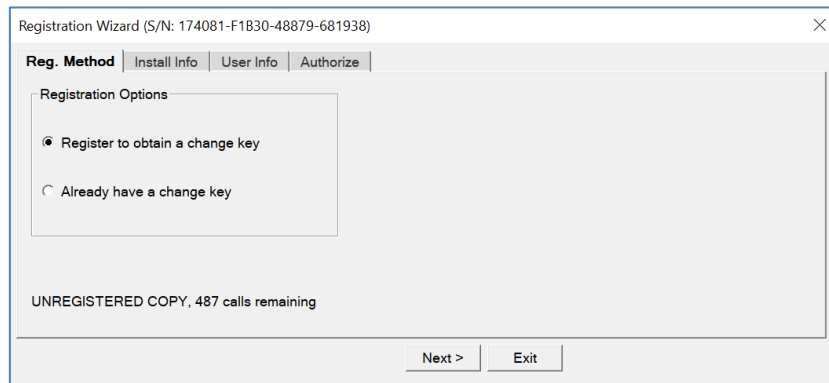 Registration Wizard (S/N: 174081-F1B30-48879-681938)
Reg. Method Install Info User Info Authorize
Registration Options
Register to obtain a change key
Already have a change key
UNREGISTERED COPY, 487 calls remaining
Next > Exit